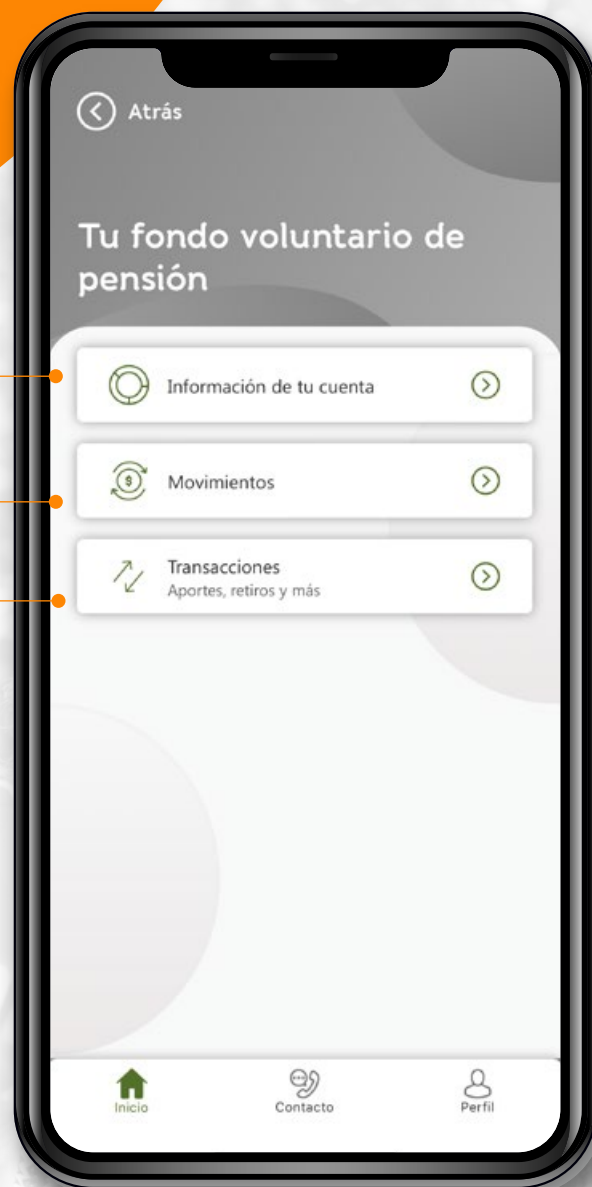 Atrás
Tu fondo voluntario de
pensión
Información de tu cuenta
Movimientos
Transacciones
Aportes, retiros y más
Inicio
Contacto
Perfil